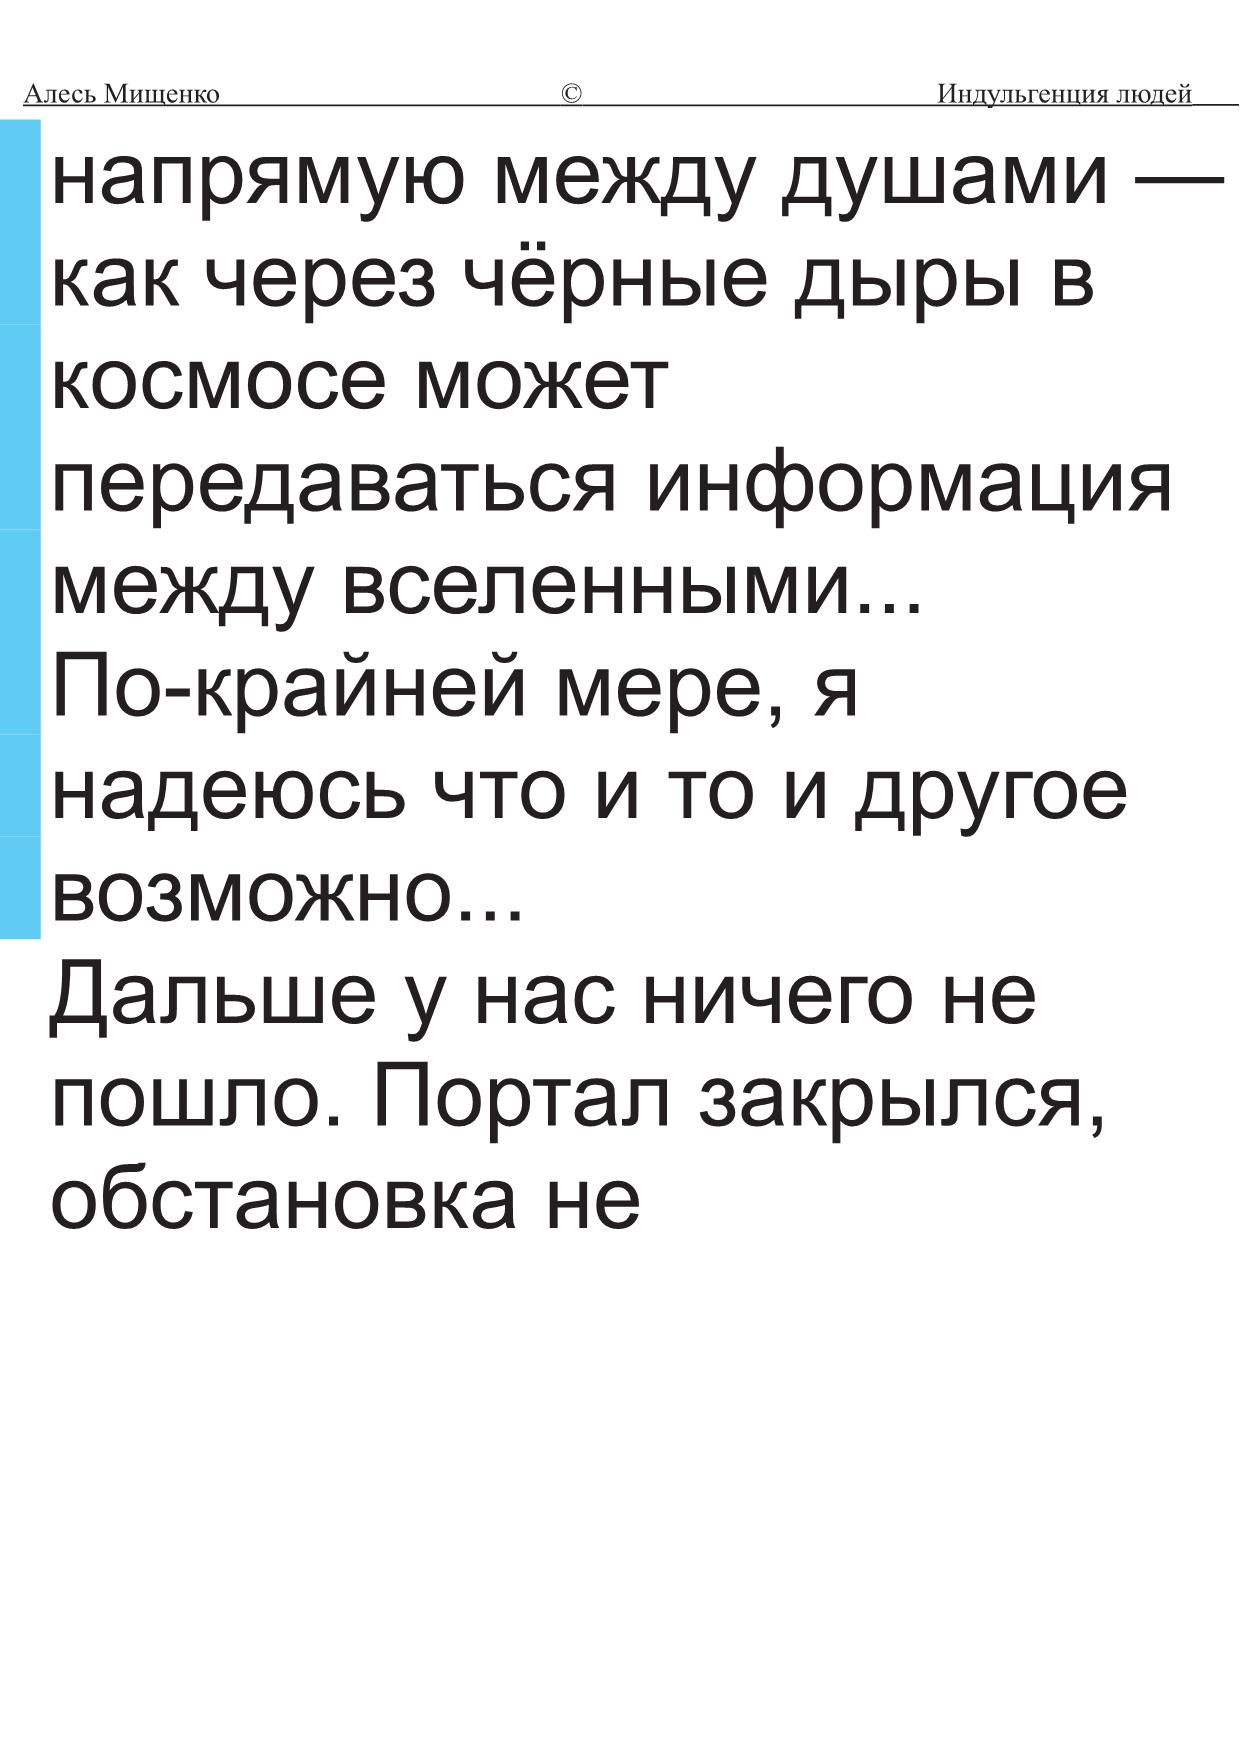 Алесь Мищенко © Индульгенция людей
напрямую между душами —
как через чёрные дыры в
космосе может
передаваться информация
между вселенными...
По-крайней мере, я
надеюсь что и то и другое
возможно...
Дальше у нас ничего не
пошло. Портал закрылся,
обстановка не